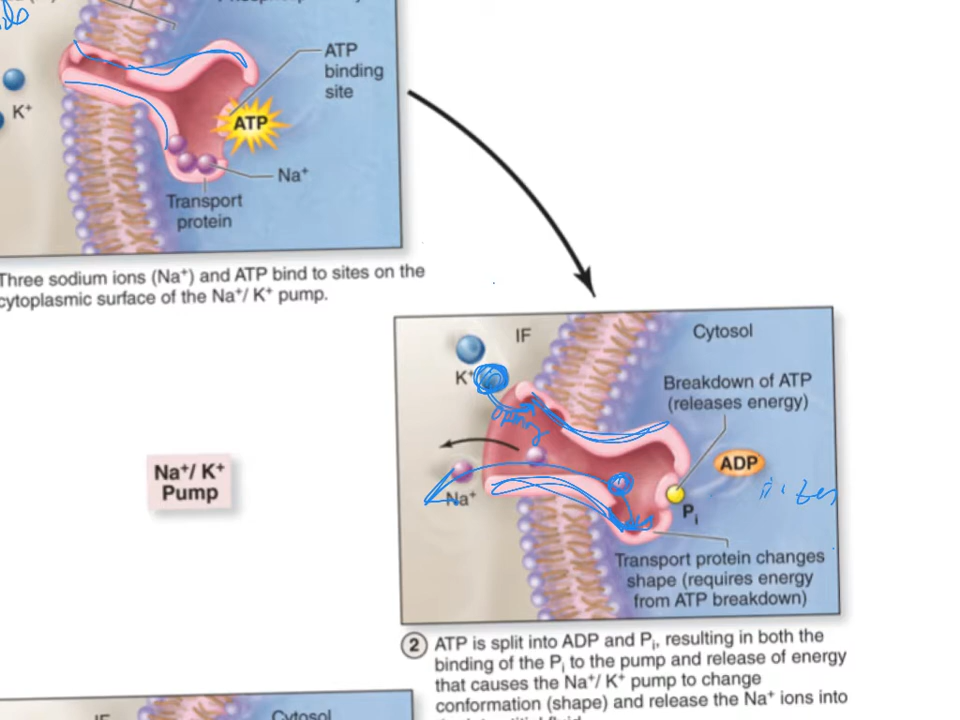 K⁺
ATP
binding
site
ATP
Na⁺
Transport
protein
Three sodium ions (Na⁺) and ATP bind to sites on the
cytoplasmic surface of the Na⁺/ K⁺ pump.
IF
Cytosol
K⁺
opening
Breakdown of ATP
(releases energy)
ADP
Na⁺
Pᵢ
Transport protein changes
shape (requires energy
from ATP breakdown)
Na⁺/ K⁺
Pump
② ATP is split into ADP and Pᵢ, resulting in both the
binding of the Pᵢ to the pump and release of energy
that causes the Na⁺/ K⁺ pump to change
conformation (shape) and release the Na⁺ ions into
IF
Cytosol